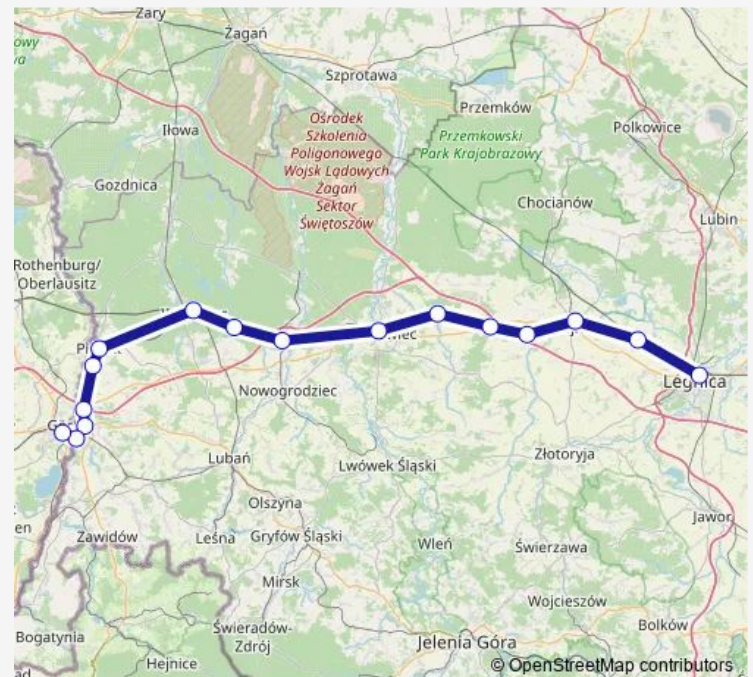 Żary
Żagań
Szprotawa
Przemków
Polkowice
Iłowa
Ośrodek
Szkolenia
Poligonowego
Wojsk Lądowych
Żagań
Sektor
Świętoszów
Przemkowski
Park Krajobrazowy
Gozdnica
Chocianów
Lubin
Rothenburg/
Oberlausitz
Legnica
Nowogrodziec
Lubań
Lwówek Śląski
Złotoryja
Olszyna
Zawidów
Leśna
Gryfów Śląski
Wleń
Świerzawa
Jawor
Mirsk
Wojcieszów
Bolków
Bogatynia
Świeradów-
Zdrój
Jelenia Góra
Hejnice
© OpenStreetMap contributors